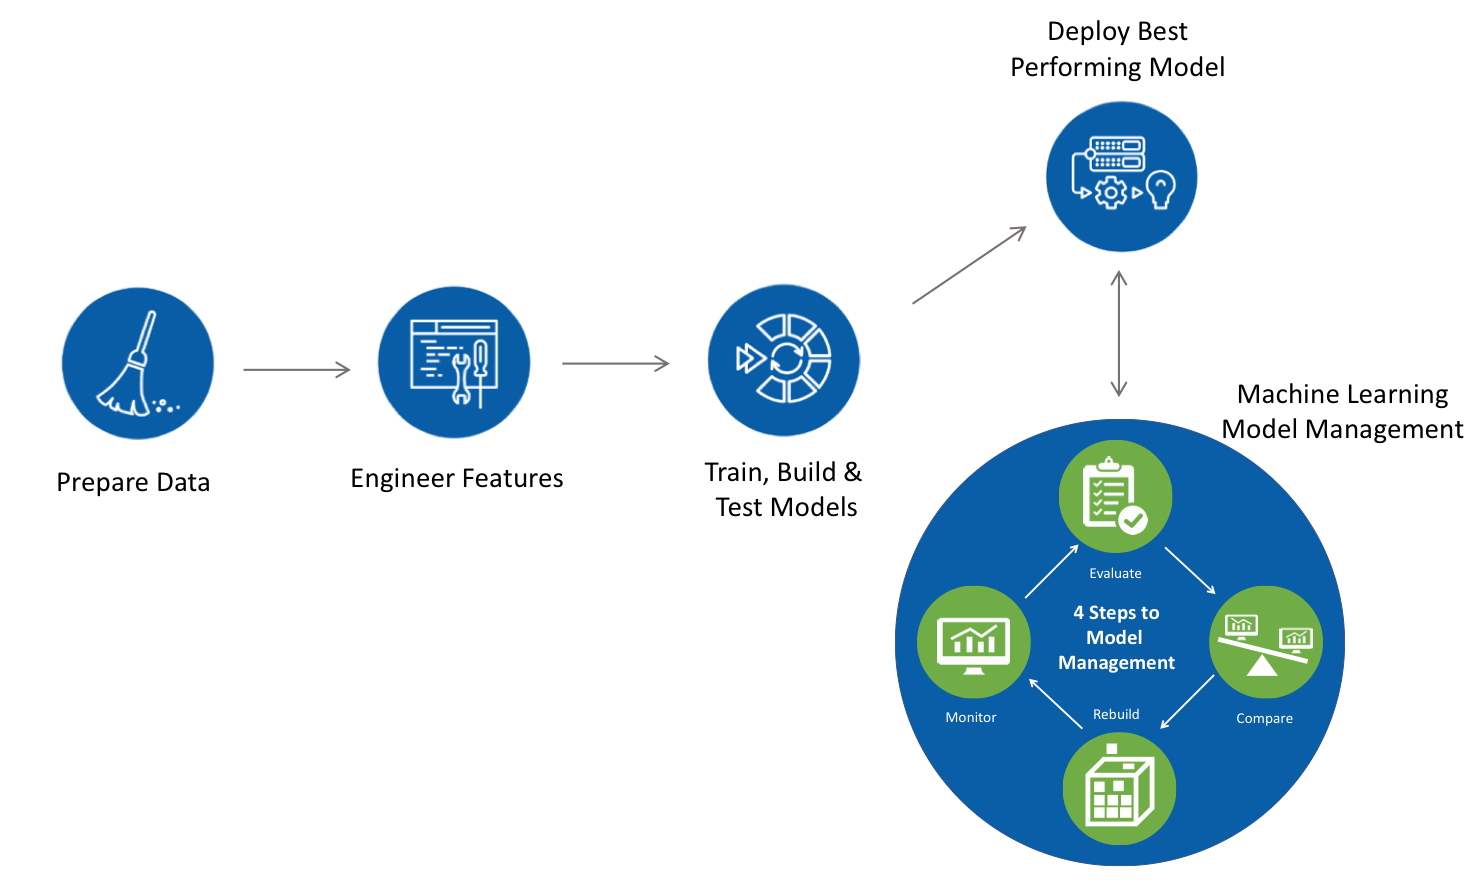 Deploy Best
Performing Model
Prepare Data
Engineer Features
Train, Build &
Test Models
Machine Learning
Model Management
Evaluate
4 Steps to
Model
Management
Monitor
Rebuild
Compare